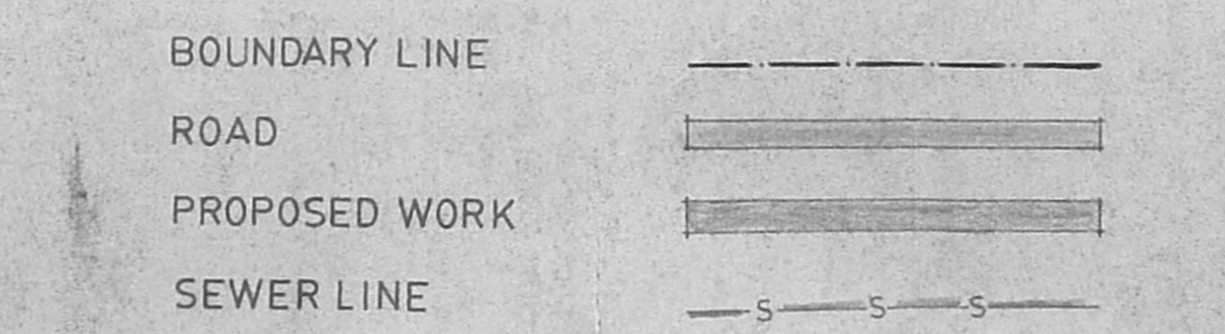 BOUNDARY LINE
ROAD
PROPOSED WORK
SEWER LINE S S S